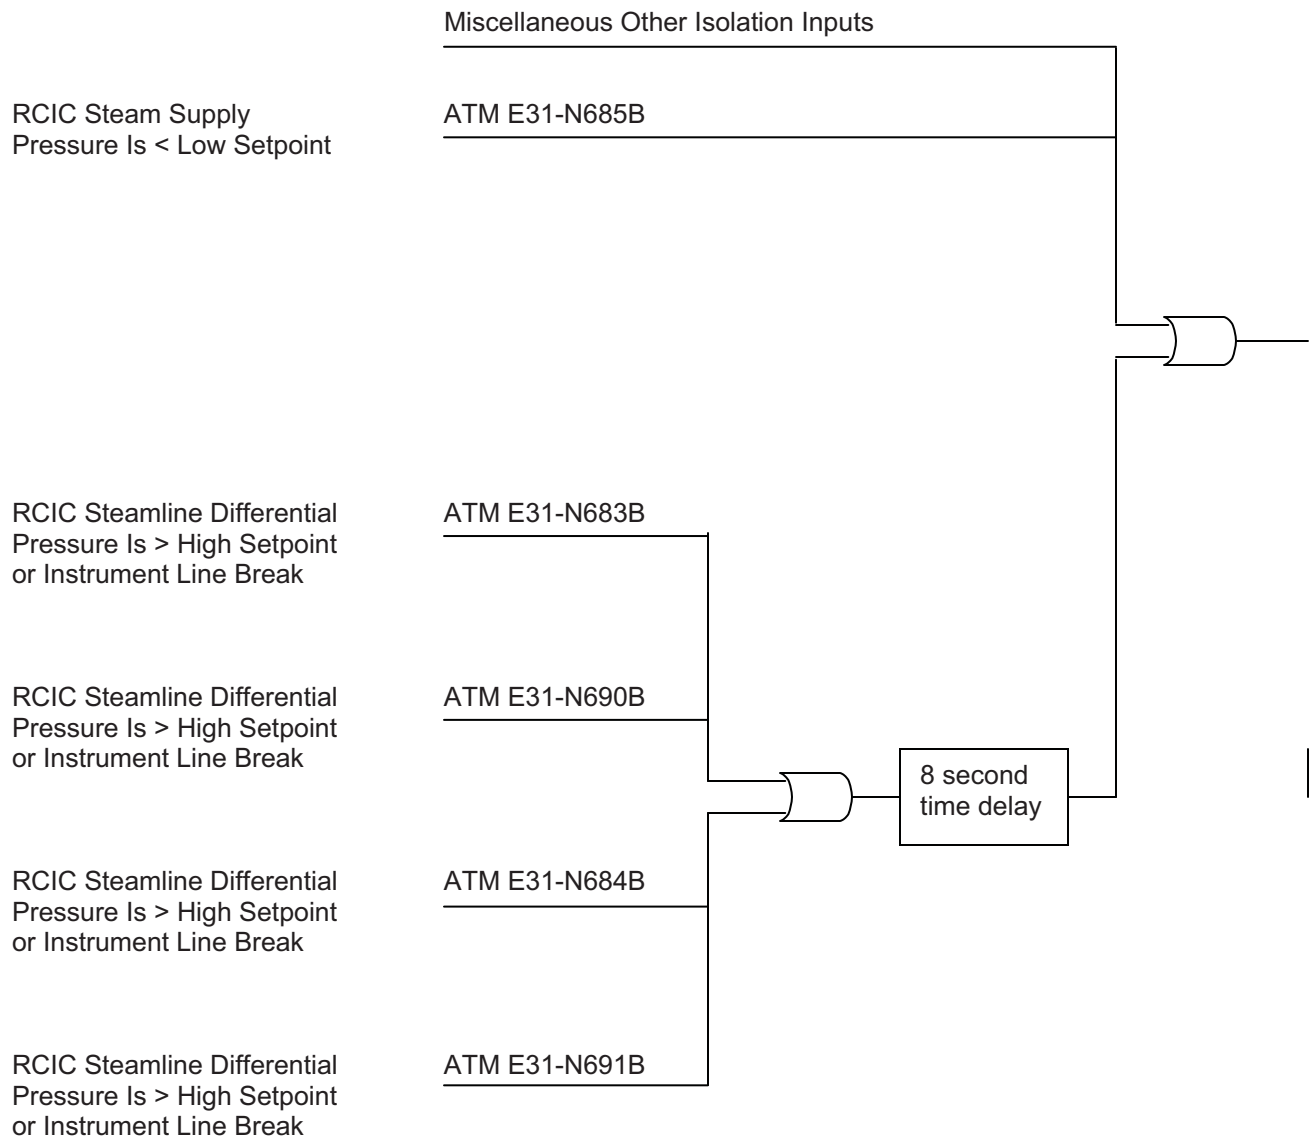 Miscellaneous Other Isolation Inputs
RCIC Steam Supply
Pressure Is < Low Setpoint
ATM E31-N685B
RCIC Steamline Differential
Pressure Is > High Setpoint
or Instrument Line Break
ATM E31-N683B
RCIC Steamline Differential
Pressure Is > High Setpoint
or Instrument Line Break
ATM E31-N690B
8 second
time delay
RCIC Steamline Differential
Pressure Is > High Setpoint
or Instrument Line Break
ATM E31-N684B
RCIC Steamline Differential
Pressure Is > High Setpoint
or Instrument Line Break
ATM E31-N691B